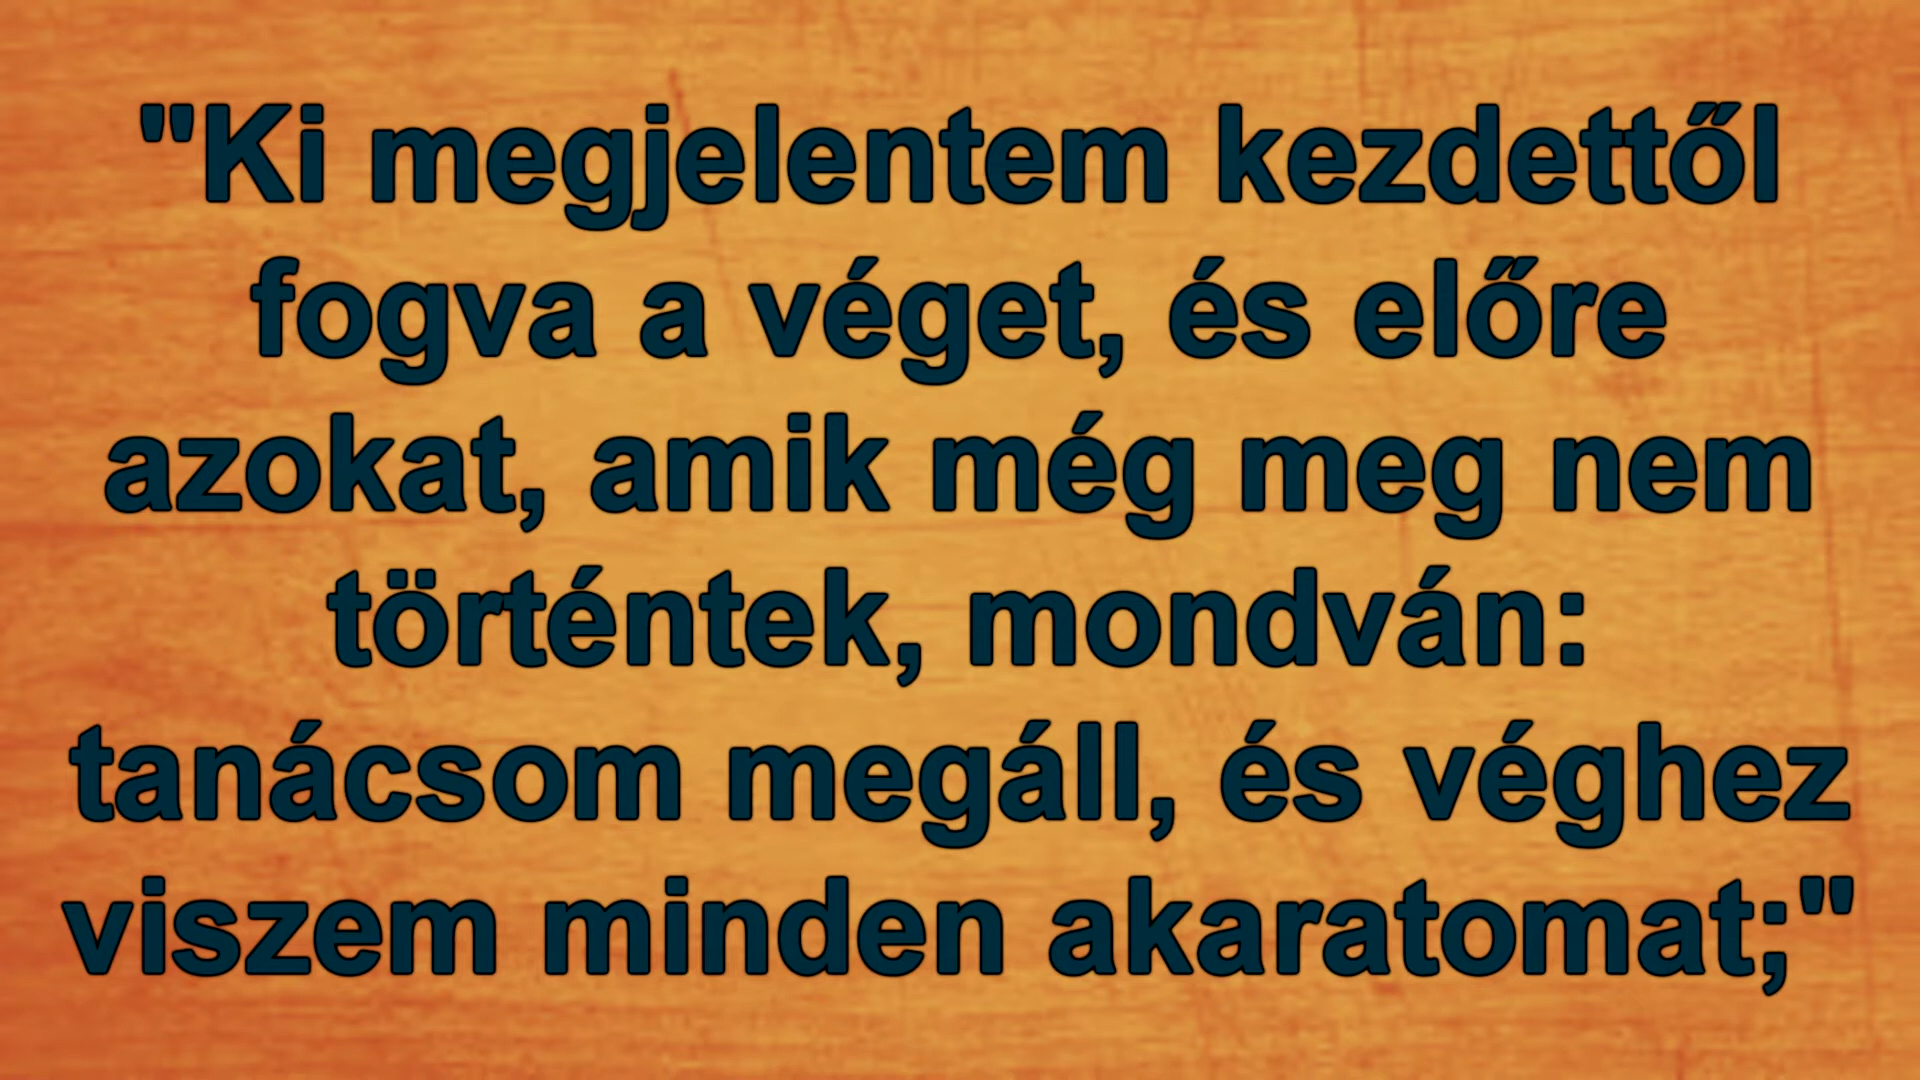 "Ki megjelentem kezdettől
fogva a véget, és előre
azokat, amik még meg nem
történtek, mondván:
tanácsom megáll, és véghez
viszem minden akaratomat;"